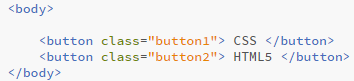 <body>
<button class="button1"> CSS </button>
<button class="button2"> HTML5 </button>
</body>